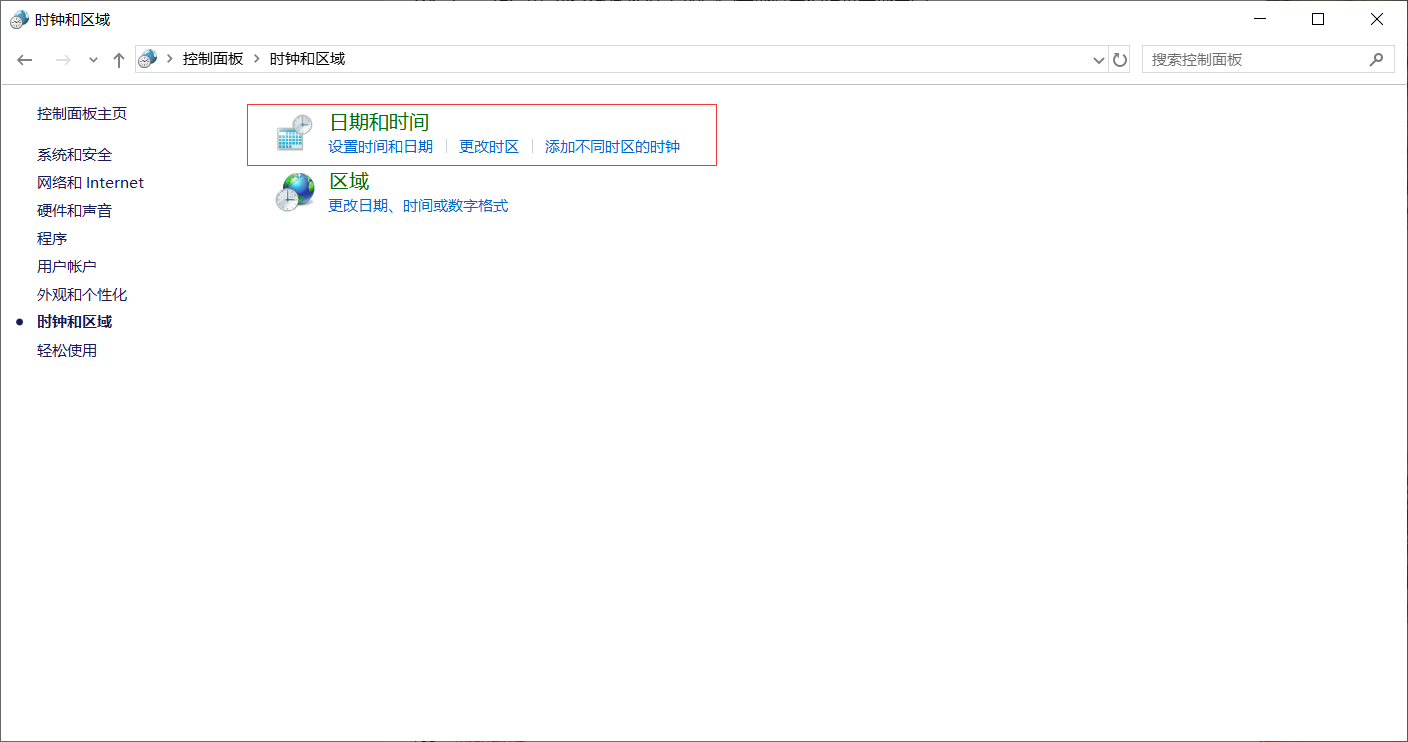 时钟和区域
控制面板 时钟和区域
搜索控制面板
控制面板主页
系统和安全
网络和 Internet
硬件和声音
程序
用户帐户
外观和个性化
时钟和区域
轻松使用
日期和时间
设置时间和日期 更改时区 添加不同时区的时钟
区域
更改日期、时间或数字格式